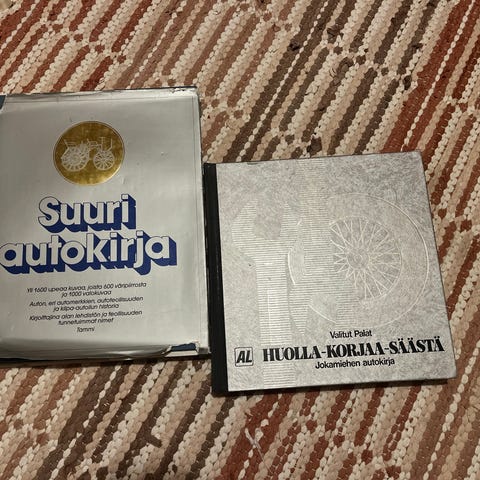 Suuri
autokirja
Yli 1600 upeaa kuvaa, joista 600 väripiirrosta
ja 1000 valokuvaa
Auton, eri automerkkien, autoteollisuuden
ja kilpa-autoilun historia
Kirjoittajina alan lehdistön ja teollisuuden
tunnetuimmat nimet
Tammi
Valitut Palat
AL HUOLLA-KORJAA-SÄÄSTÄ
Jokamiehen autokirja